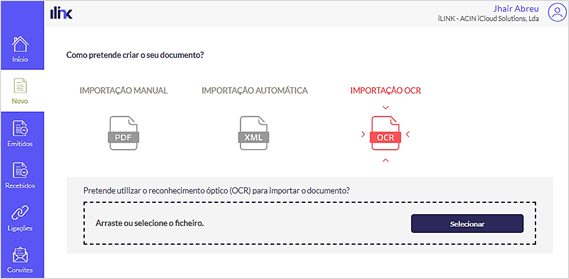 ilink
Jhair Abreu
iLINK - ACIN iCloud Solutions, Lda
Início
Novo
Emitidos
Recebidos
Ligações
Convites
Como pretende criar o seu documento?
IMPORTAÇÃO MANUAL
IMPORTAÇÃO AUTOMÁTICA
IMPORTAÇÃO OCR
PDF
XML
OCR
Pretende utilizar o reconhecimento óptico (OCR) para importar o documento?
Arraste ou selecione o ficheiro.
Selecionar